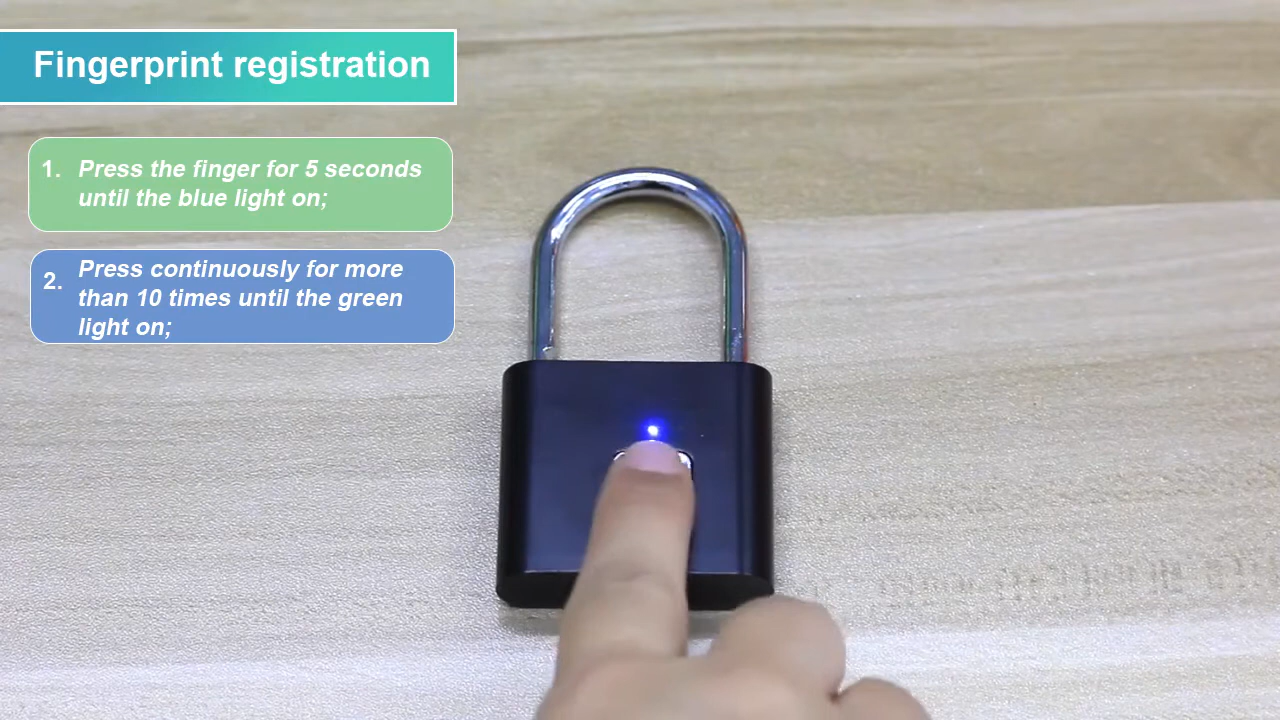 Fingerprint registration
1. Press the finger for 5 seconds
until the blue light on;
2. Press continuously for more
than 10 times until the green
light on;